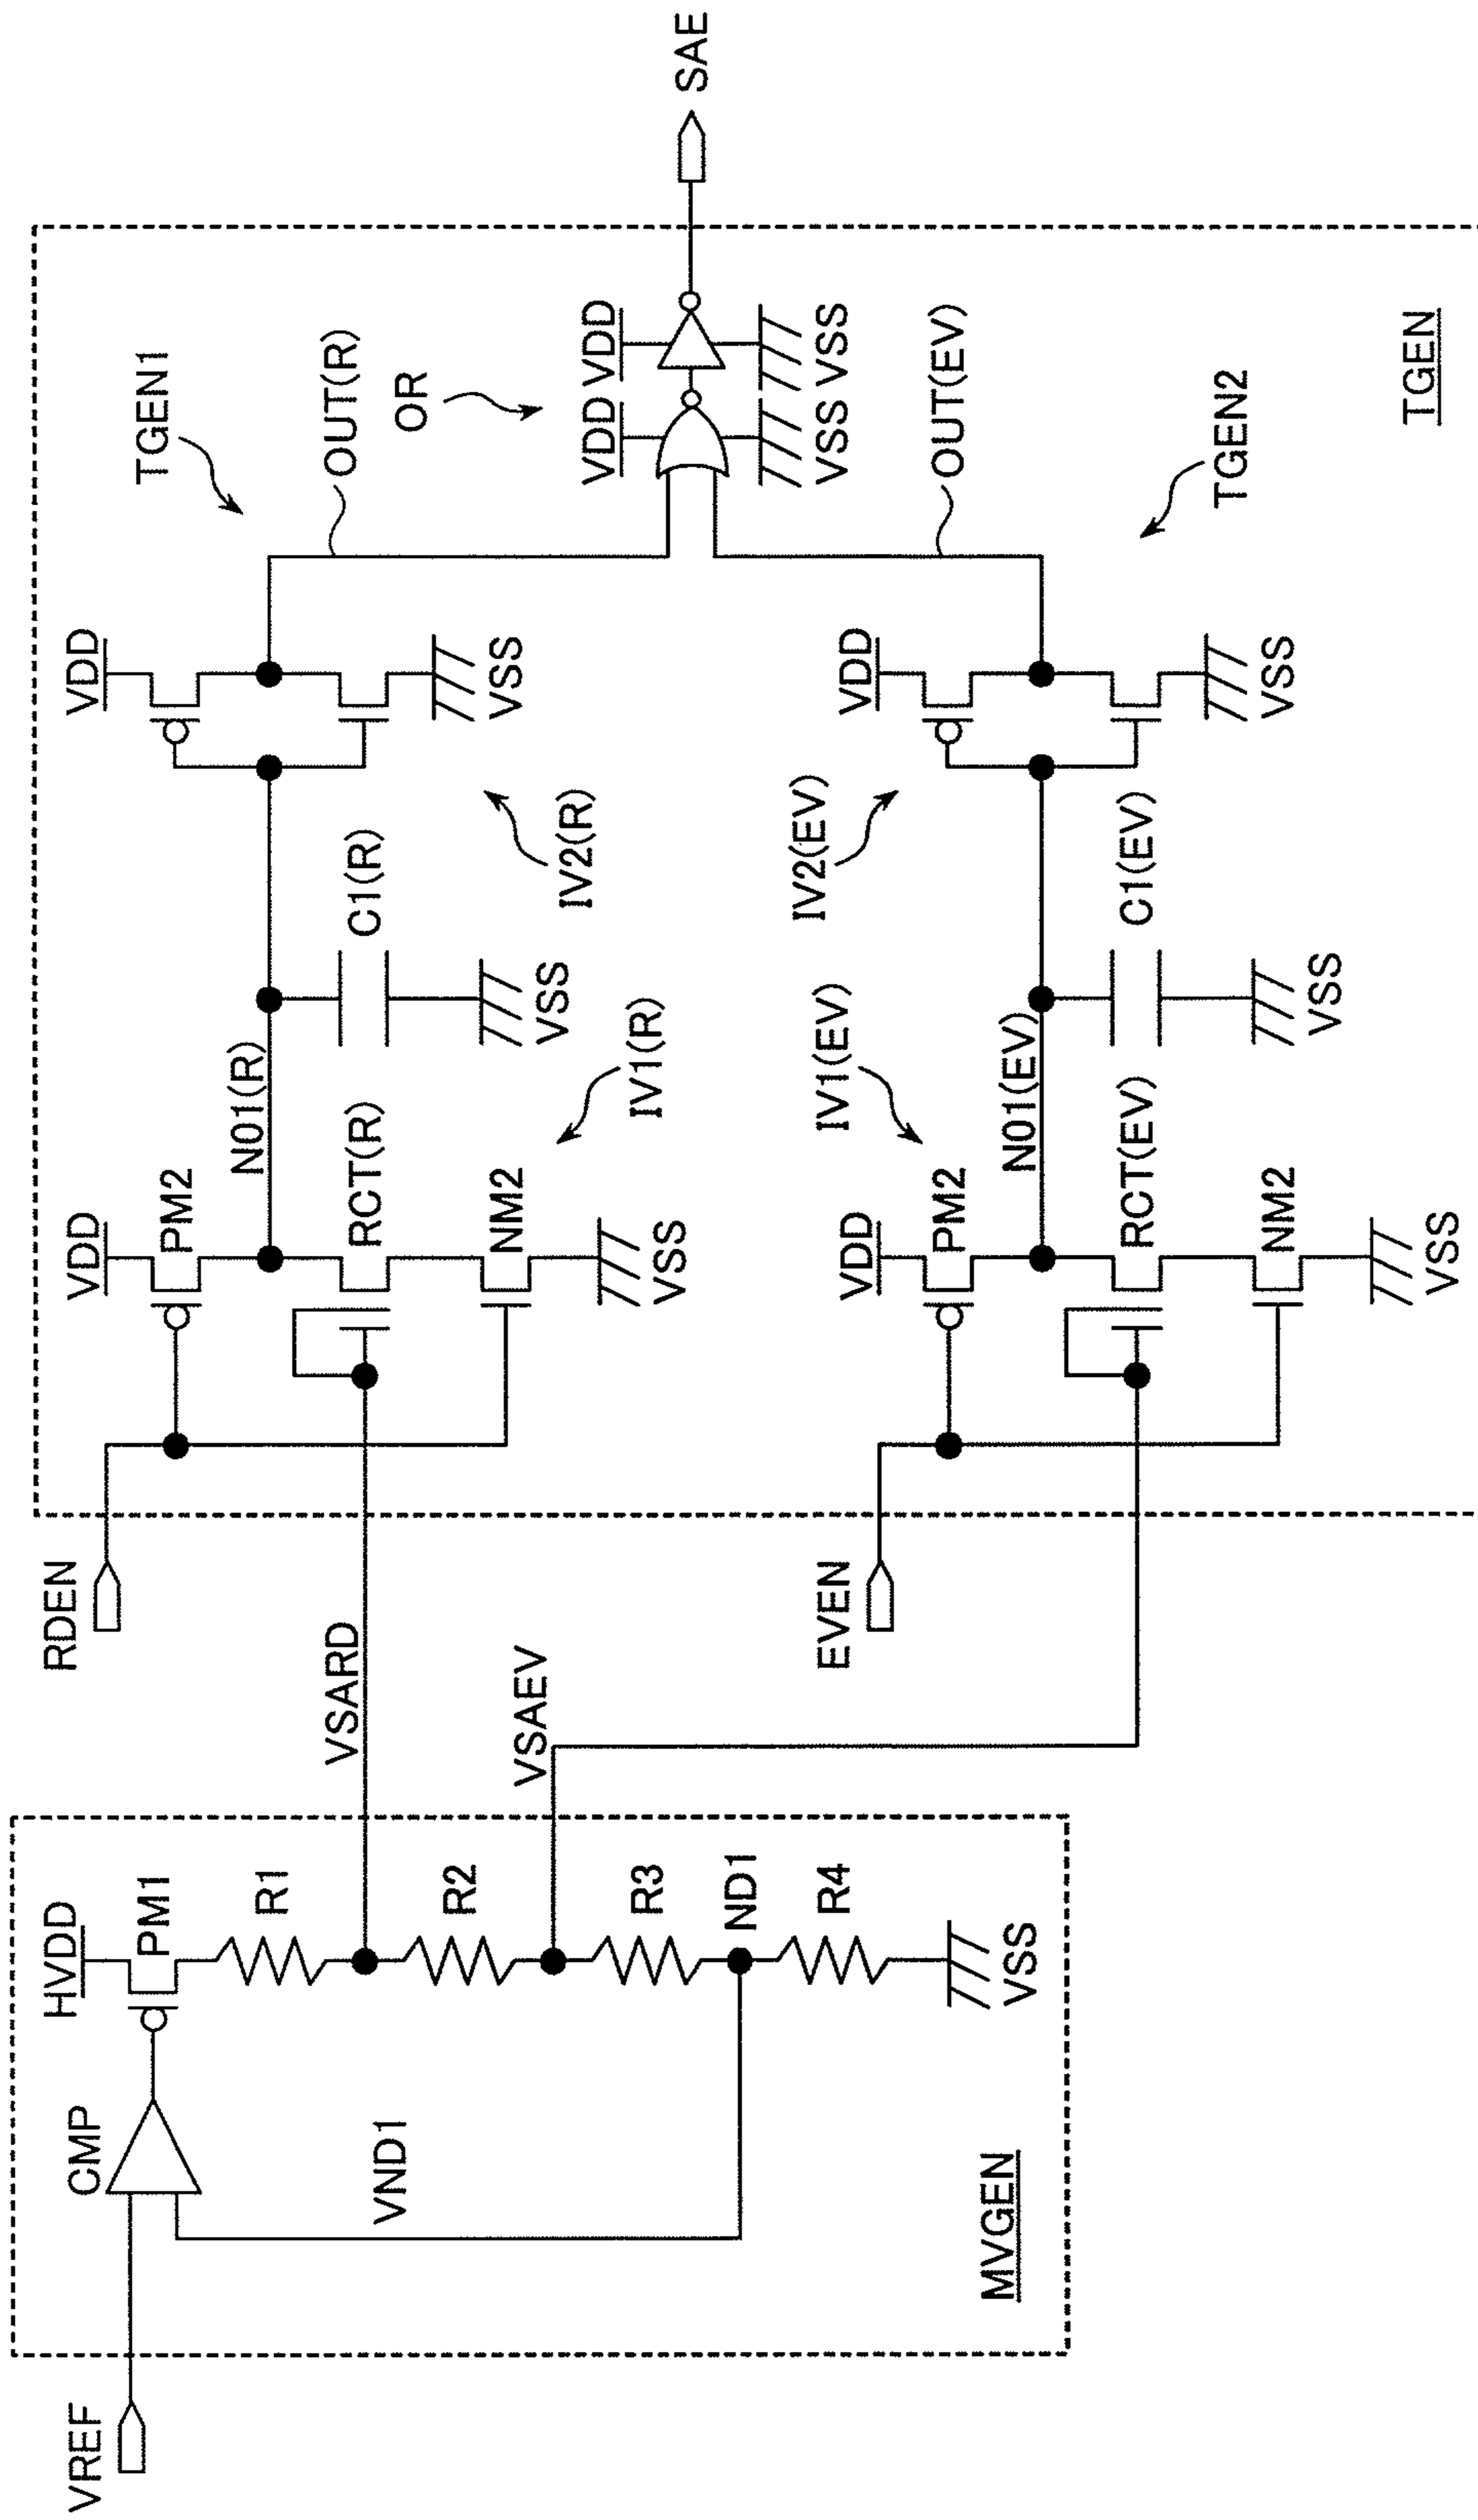 VREF
CMP
HVDD
PM1
R1
R2
R3
ND1
R4
VSS
VND1
MVGEN
VSARD
VSAEV
RDEN
VDD
PM2
N01(R)
RCT(R)
NM2
VSS
IV1(R)
C1(R)
VSS
IV2(R)
VDD
VSS
TGEN1
OUT(R)
OR
VDD
VDD
VSS
VSS
SAE
EVEN
VDD
PM2
N01(EV)
RCT(EV)
NM2
VSS
IV1(EV)
C1(EV)
VSS
IV2(EV)
VDD
VSS
OUT(EV)
TGEN2
TGEN